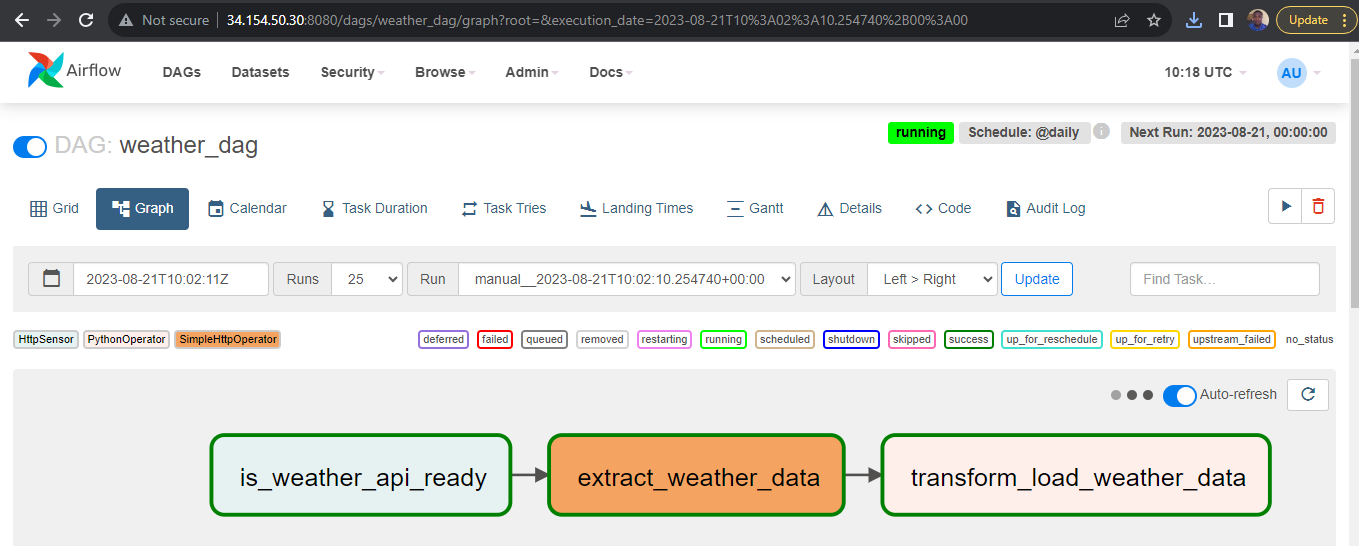 Not secure 34.154.50.30:8080/dags/weather_dag/graph?root=&execution_date=2023-08-21T10%3A02%3A10.254740%2B00%3A00 Update
Airflow DAGs Datasets Security Browse Admin Docs 10:18 UTC AU
running Schedule: @daily i Next Run: 2023-08-21, 00:00:00
DAG: weather_dag
Grid Graph Calendar Task Duration Task Tries Landing Times Gantt Details Code Audit Log
2023-08-21T10:02:11Z Runs 25 Run manual__2023-08-21T10:02:10.254740+00:00 Layout Left > Right Update Find Task...
HttpSensor PythonOperator SimpleHttpOperator deferred failed queued removed restarting running scheduled shutdown skipped success up_for_reschedule up_for_retry upstream_failed no_status
Auto-refresh
is_weather_api_ready extract_weather_data transform_load_weather_data